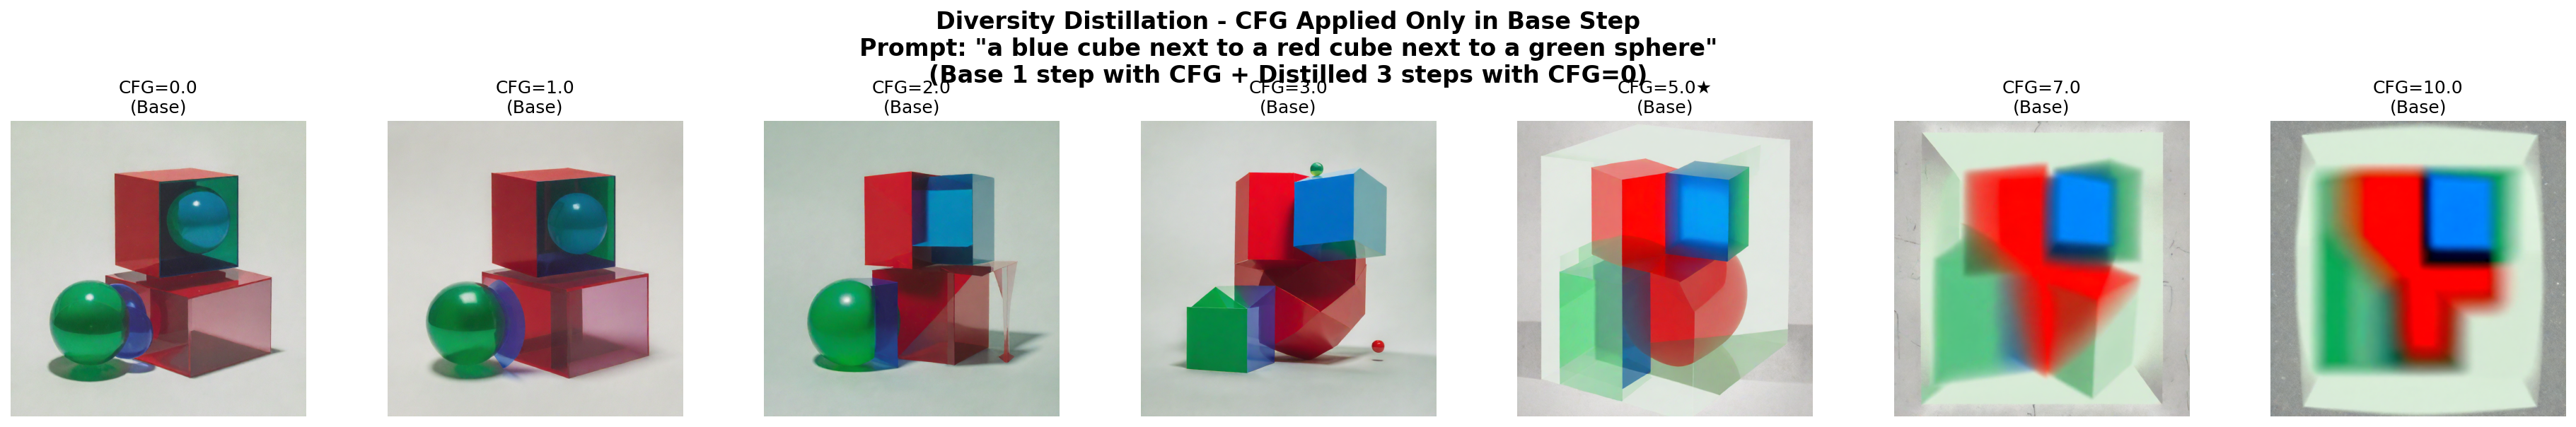 Diversity Distillation - CFG Applied Only in Base Step
Prompt: "a blue cube next to a red cube next to a green sphere"
(Base 1 step with CFG + Distilled 3 steps with CFG=0)
CFG=0.0
(Base)
CFG=1.0
(Base)
CFG=2.0
(Base)
CFG=3.0
(Base)
CFG=5.0★
(Base)
CFG=7.0
(Base)
CFG=10.0
(Base)